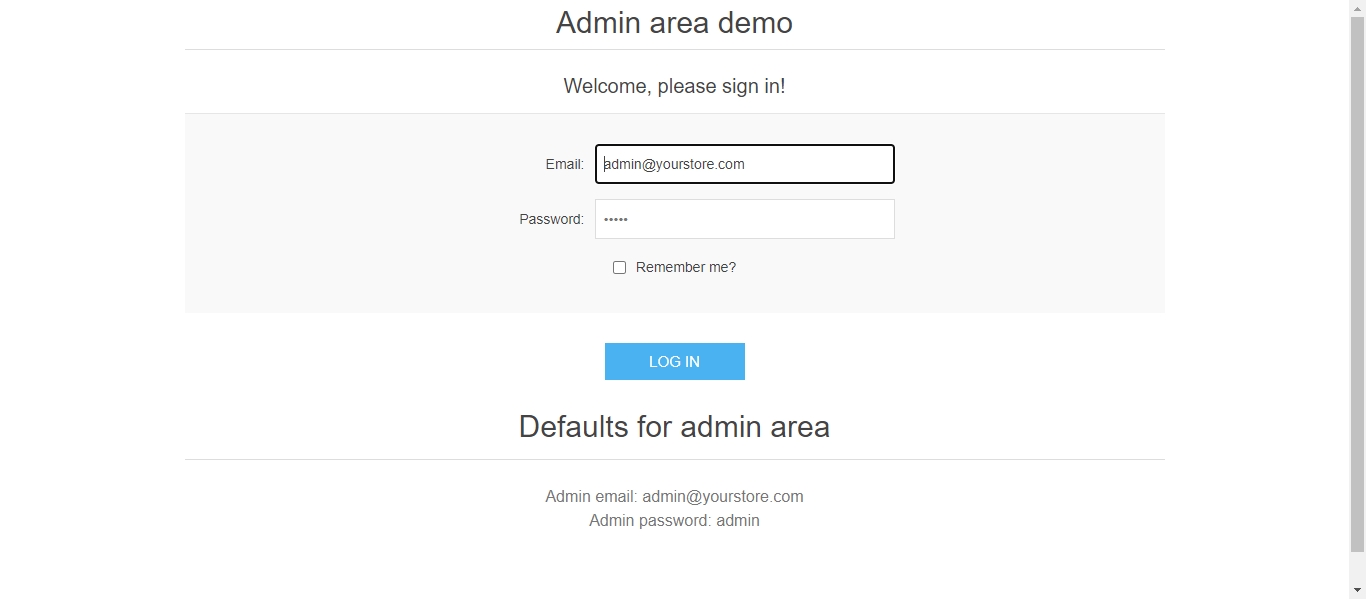 Admin area demo
Welcome, please sign in!
Email: admin@yourstore.com
Password: •••••
Remember me?
LOG IN
Defaults for admin area
Admin email: admin@yourstore.com
Admin password: admin